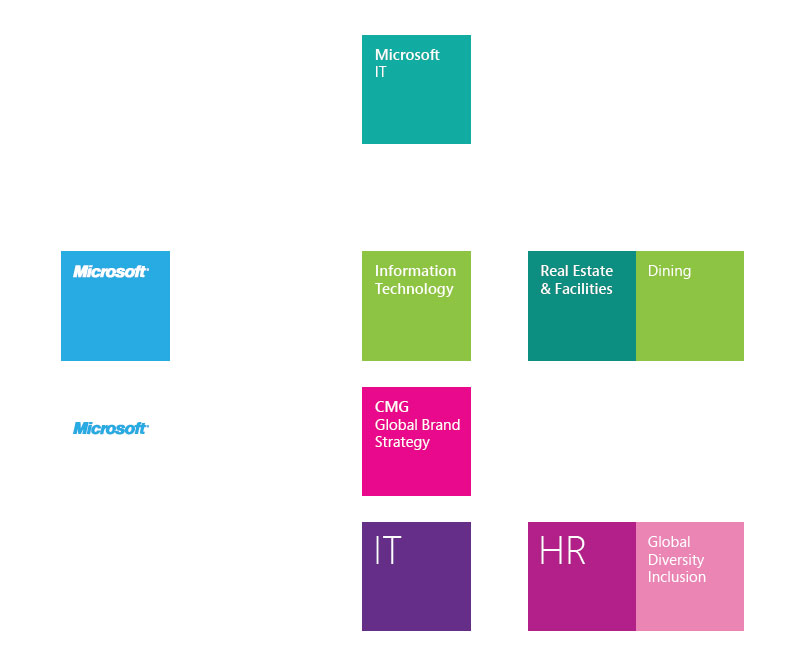 Microsoft
IT
Microsoft®
Information
Technology
Real Estate
& Facilities
Dining
Microsoft®
CMG
Global Brand
Strategy
IT
HR
Global
Diversity
Inclusion